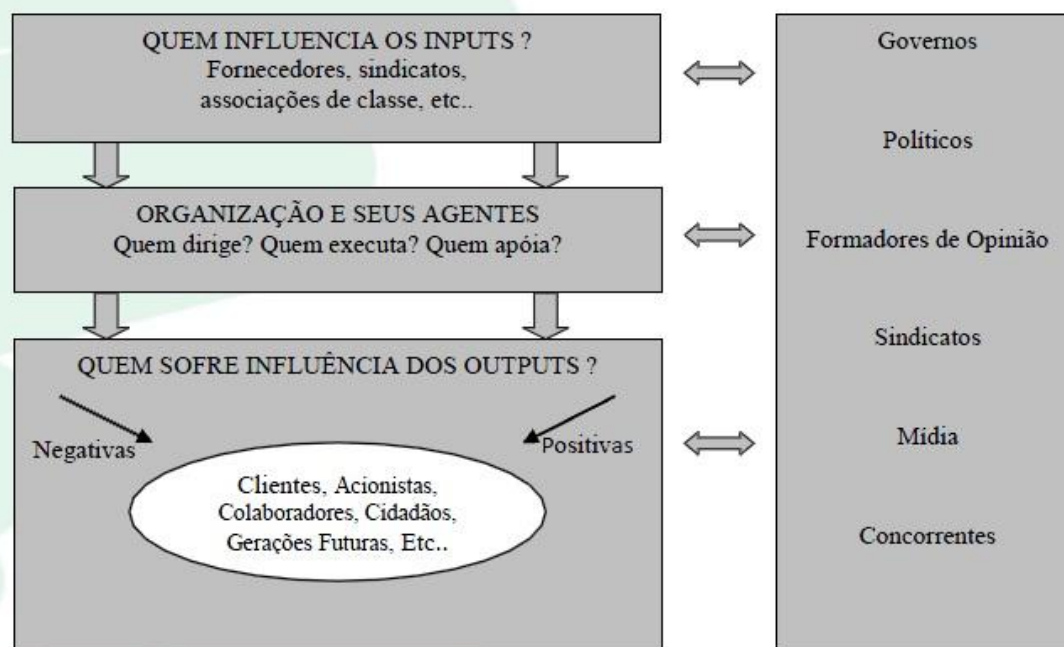 QUEM INFLUENCIA OS INPUTS ?
Fornecedores, sindicatos,
associações de classe, etc..
ORGANIZAÇÃO E SEUS AGENTES
Quem dirige? Quem executa? Quem apóia?
QUEM SOFRE INFLUÊNCIA DOS OUTPUTS ?
Negativas
Positivas
Clientes, Acionistas,
Colaboradores, Cidadãos,
Gerações Futuras, Etc..
Governos
Políticos
Formadores de Opinião
Sindicatos
Mídia
Concorrentes